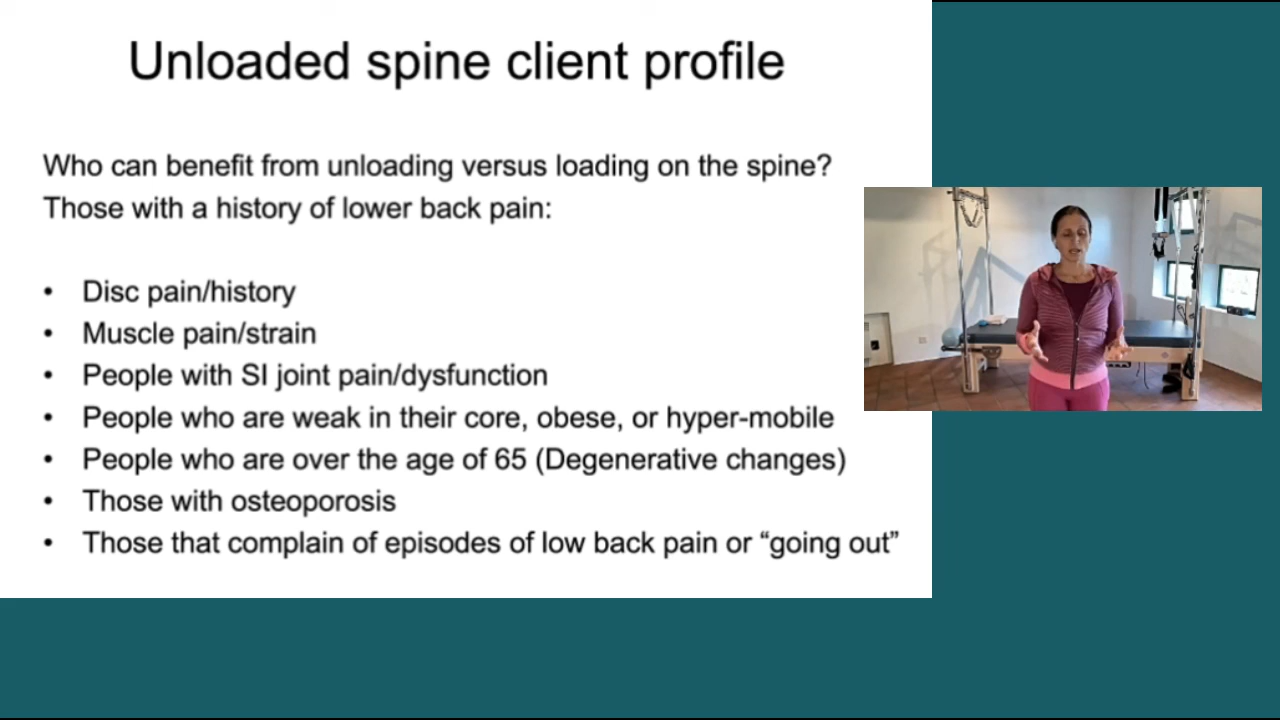 Unloaded spine client profile
Who can benefit from unloading versus loading on the spine?
Those with a history of lower back pain:
• Disc pain/history
• Muscle pain/strain
• People with SI joint pain/dysfunction
• People who are weak in their core, obese, or hyper-mobile
• People who are over the age of 65 (Degenerative changes)
• Those with osteoporosis
• Those that complain of episodes of low back pain or “going out”